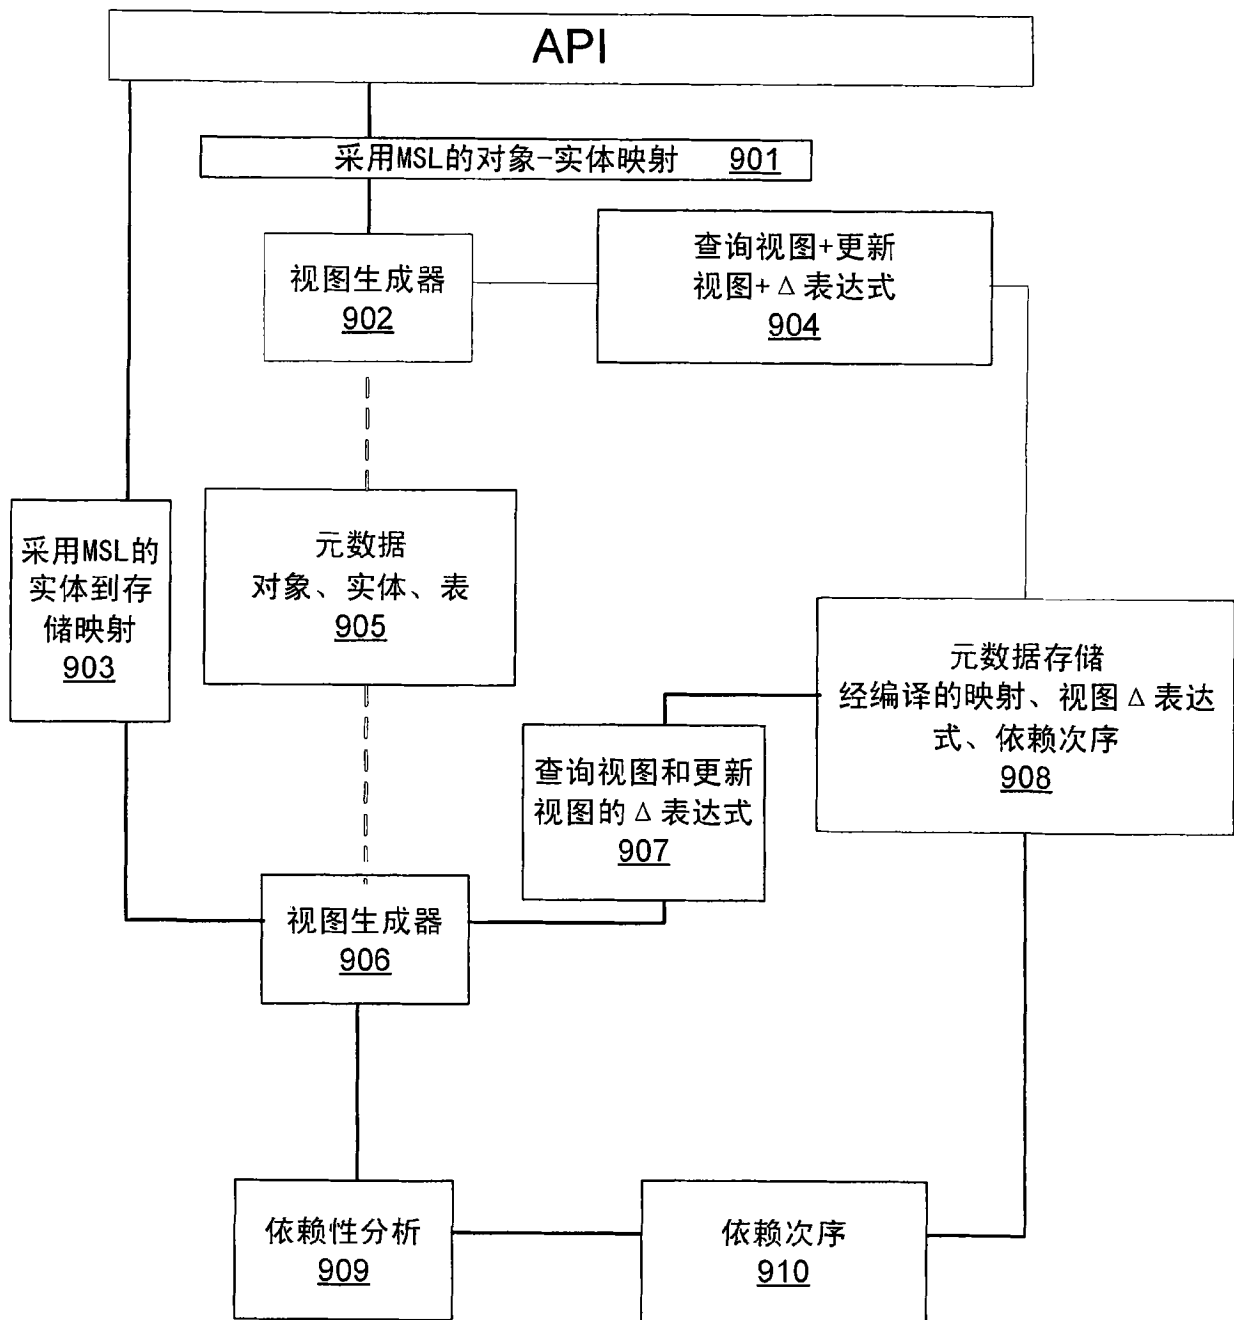 API
采用MSL的对象-实体映射 901
视图生成器
902
查询视图+更新
视图+Δ表达式
904
采用MSL的
实体到存
储映射
903
元数据
对象、实体、表
905
元数据存储
经编译的映射、视图Δ表达
式、依赖次序
908
查询视图和更新
视图的Δ表达式
907
视图生成器
906
依赖性分析
909
依赖次序
910